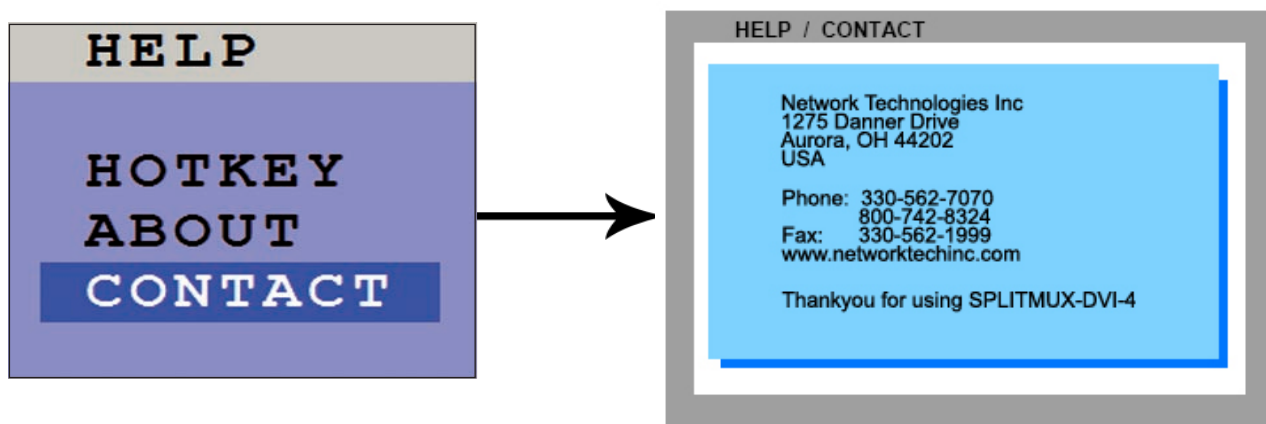 HELP
HOTKEY
ABOUT
CONTACT
HELP / CONTACT
Network Technologies Inc
1275 Danner Drive
Aurora, OH 44202
USA
Phone: 330-562-7070
800-742-8324
Fax: 330-562-1999
www.networktechinc.com
Thankyou for using SPLITMUX-DVI-4